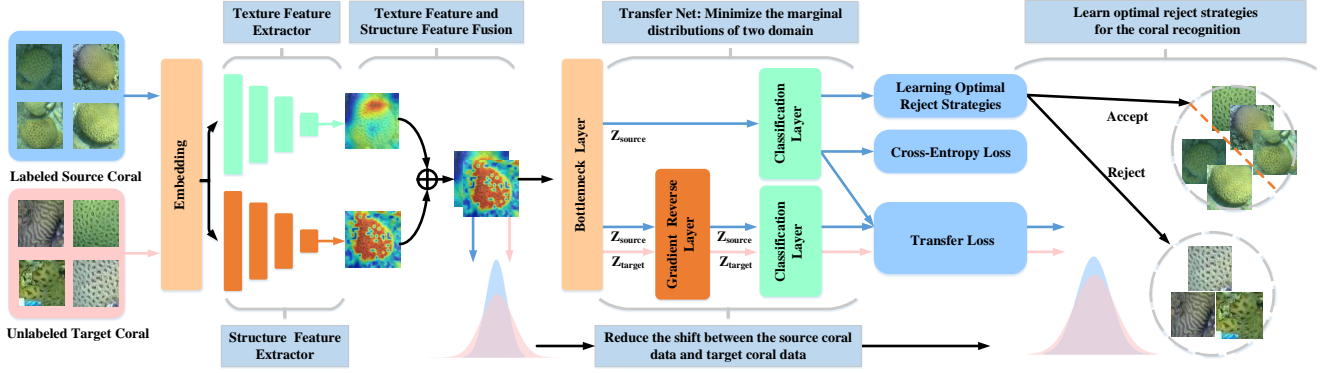 Texture Feature
Extractor
Texture Feature and
Structure Feature Fusion
Transfer Net: Minimize the marginal
distributions of two domain
Learn optimal reject strategies
for the coral recognition
Labeled Source Coral
Unlabeled Target Coral
Embedding
Structure Feature
Extractor
Bottlenneck Layer
Zsource
Zsource
Ztarget
Gradient Reverse
Layer
Zsource
Ztarget
Classification
Layer
Classification
Layer
Learning Optimal
Reject Strategies
Cross-Entropy Loss
Transfer Loss
Accept
Reject
Reduce the shift between the source coral
data and target coral data